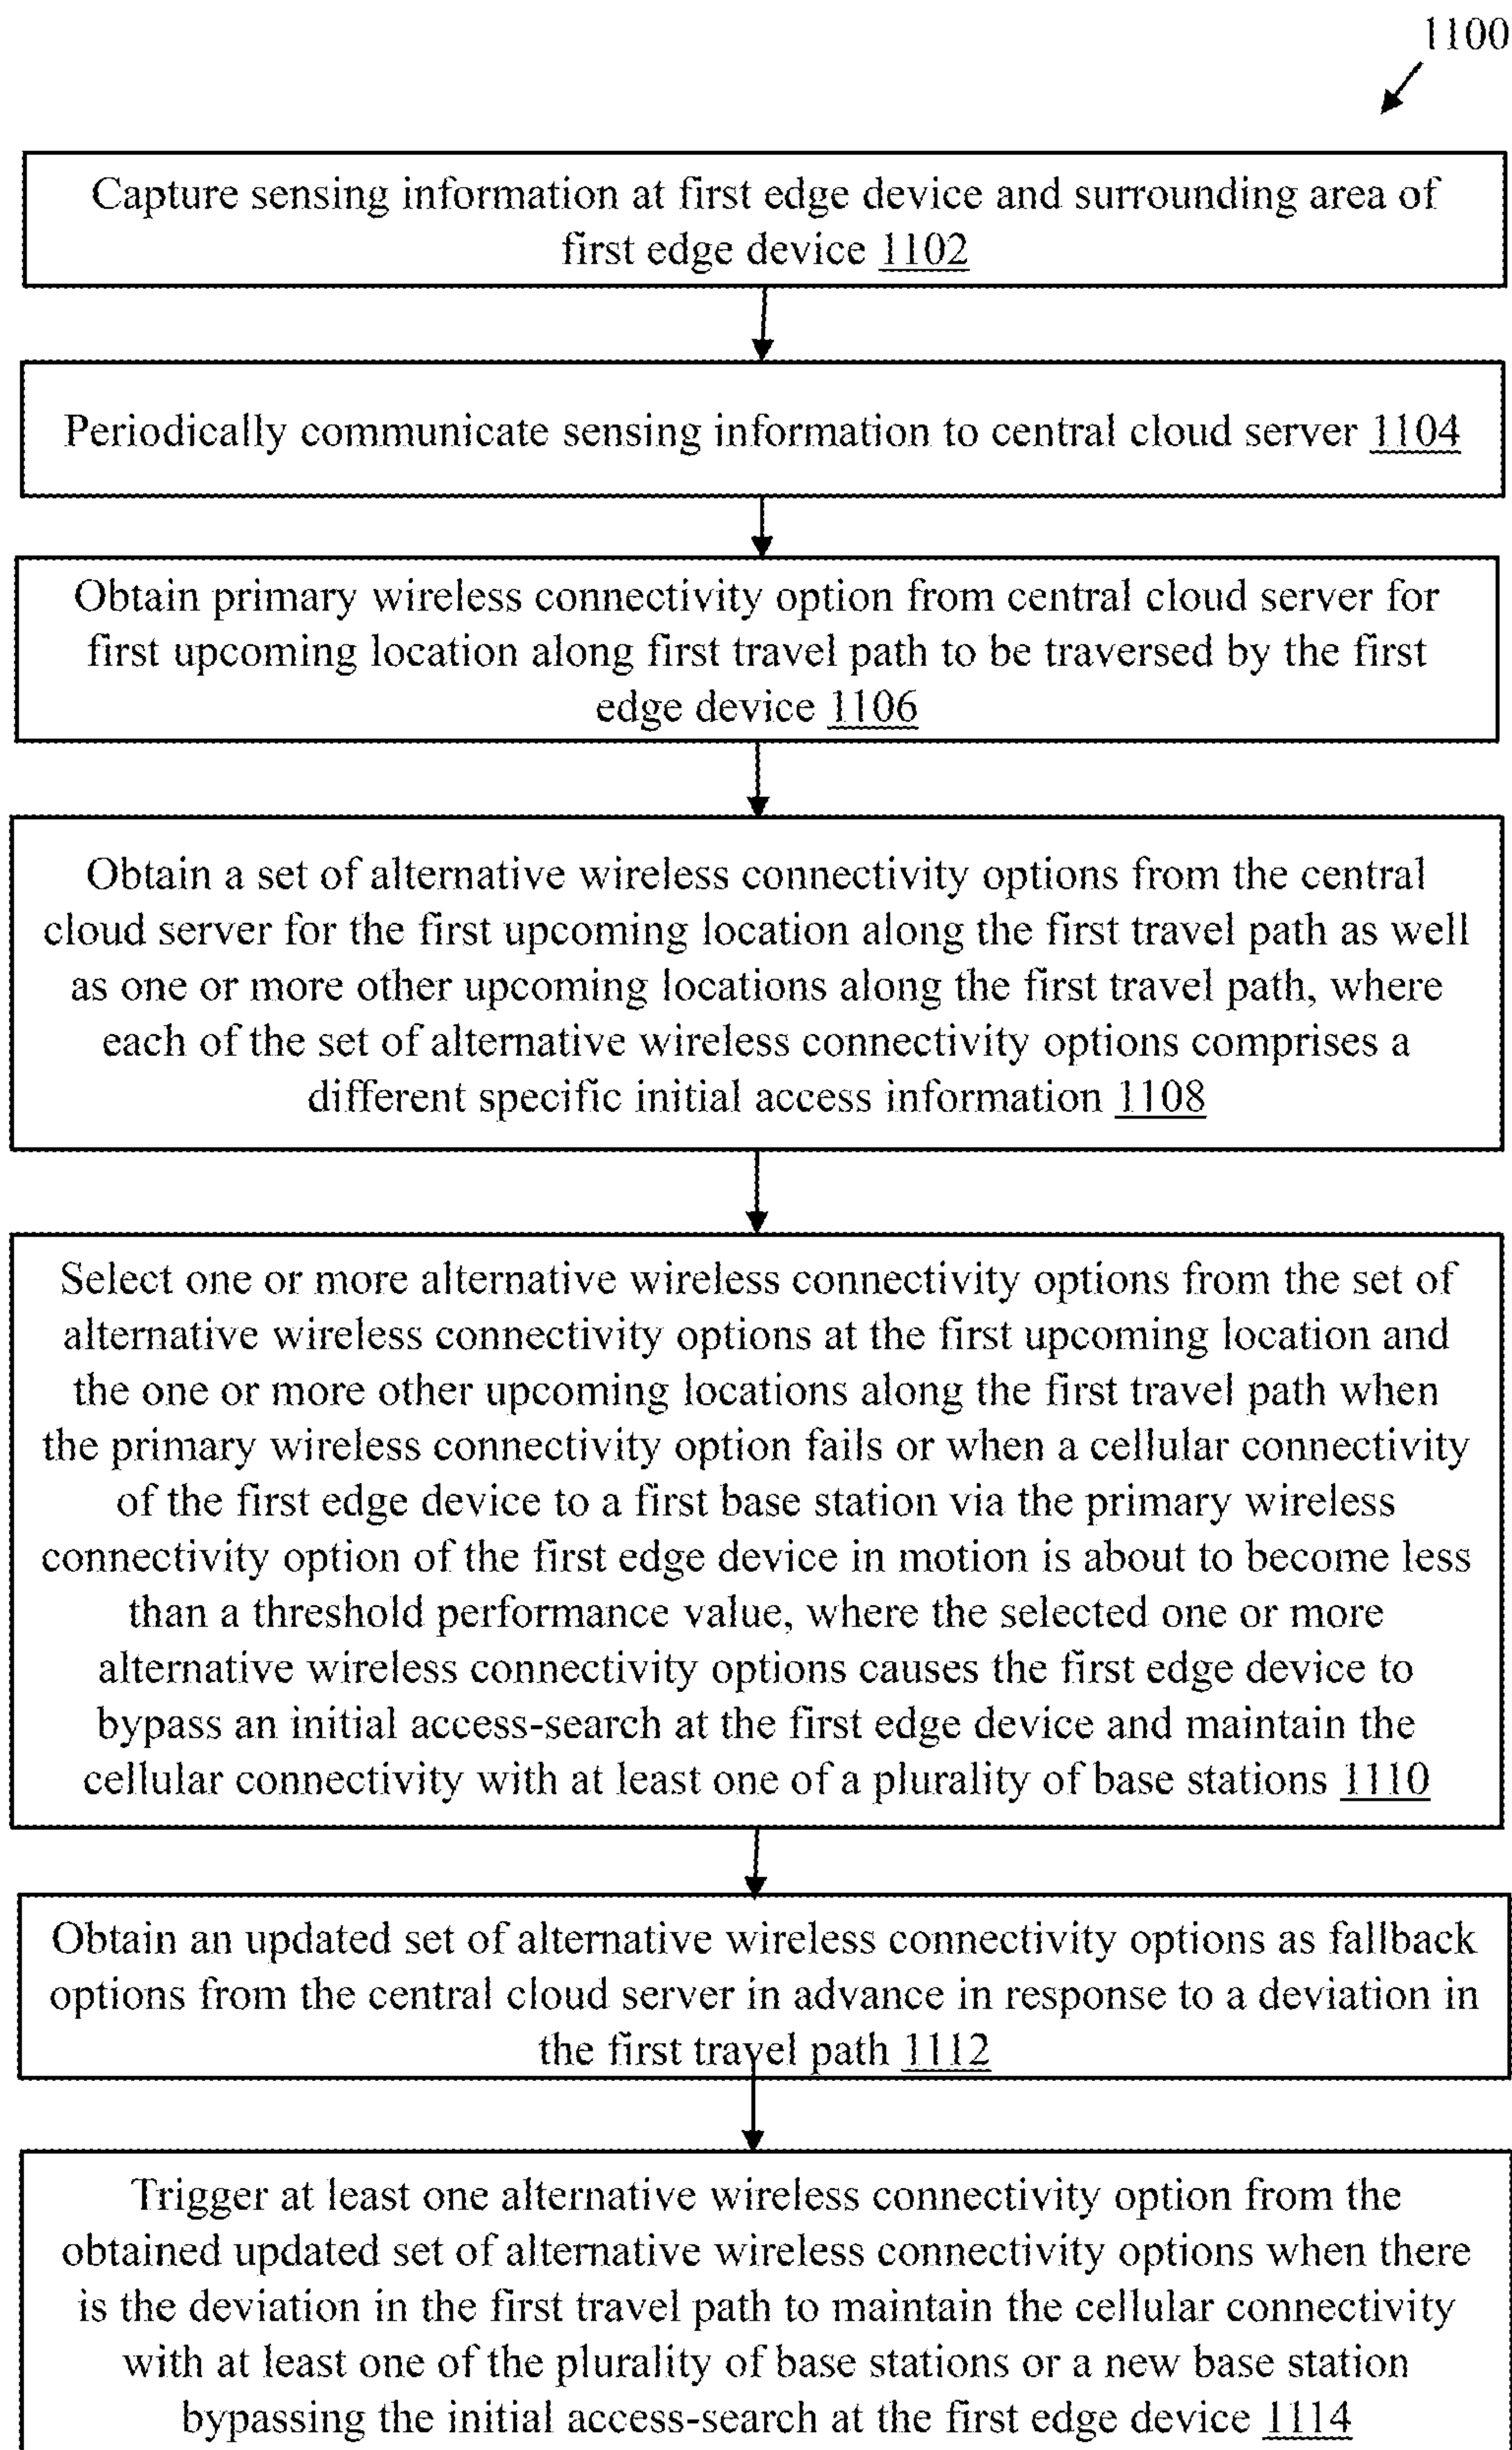 1100
Capture sensing information at first edge device and surrounding area of
first edge device 1102
Periodically communicate sensing information to central cloud server 1104
Obtain primary wireless connectivity option from central cloud server for
first upcoming location along first travel path to be traversed by the first
edge device 1106
Obtain a set of alternative wireless connectivity options from the central
cloud server for the first upcoming location along the first travel path as well
as one or more other upcoming locations along the first travel path, where
each of the set of alternative wireless connectivity options comprises a
different specific initial access information 1108
Select one or more alternative wireless connectivity options from the set of
alternative wireless connectivity options at the first upcoming location and
the one or more other upcoming locations along the first travel path when
the primary wireless connectivity option fails or when a cellular connectivity
of the first edge device to a first base station via the primary wireless
connectivity option of the first edge device in motion is about to become less
than a threshold performance value, where the selected one or more
alternative wireless connectivity options causes the first edge device to
bypass an initial access-search at the first edge device and maintain the
cellular connectivity with at least one of a plurality of base stations 1110
Obtain an updated set of alternative wireless connectivity options as fallback
options from the central cloud server in advance in response to a deviation in
the first travel path 1112
Trigger at least one alternative wireless connectivity option from the
obtained updated set of alternative wireless connectivity options when there
is the deviation in the first travel path to maintain the cellular connectivity
with at least one of the plurality of base stations or a new base station
bypassing the initial access-search at the first edge device 1114